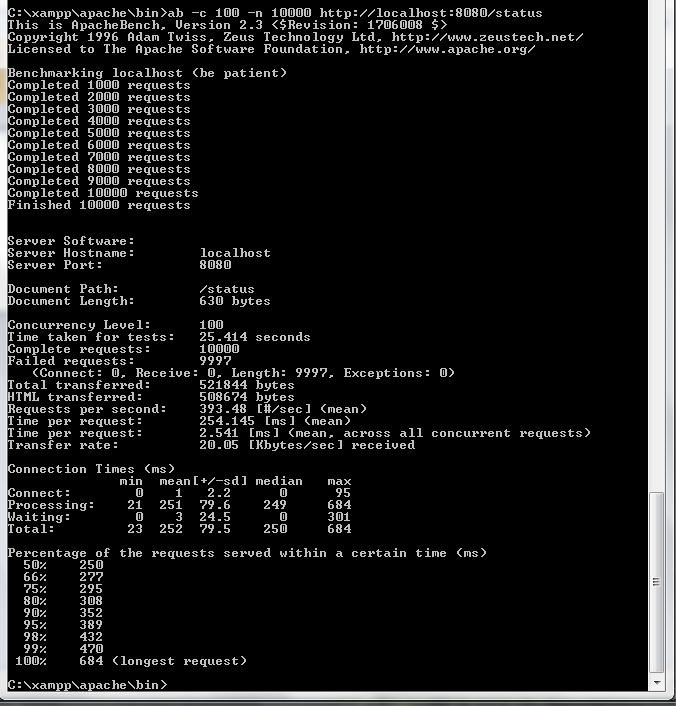 C:\xampp\apache\bin>ab -c 100 -n 10000 http://localhost:8080/status
This is ApacheBench, Version 2.3 <$Revision: 1706008 $>
Copyright 1996 Adam Twiss, Zeus Technology Ltd, http://www.zeustech.net/
Licensed to The Apache Software Foundation, http://www.apache.org/
Benchmarking localhost (be patient)
Completed 1000 requests
Completed 2000 requests
Completed 3000 requests
Completed 4000 requests
Completed 5000 requests
Completed 6000 requests
Completed 7000 requests
Completed 8000 requests
Completed 9000 requests
Completed 10000 requests
Finished 10000 requests
Server Software:
Server Hostname: localhost
Server Port: 8080
Document Path: /status
Document Length: 630 bytes
Concurrency Level: 100
Time taken for tests: 25.414 seconds
Complete requests: 10000
Failed requests: 9997
(Connect: 0, Receive: 0, Length: 9997, Exceptions: 0)
Total transferred: 521844 bytes
HTML transferred: 508674 bytes
Requests per second: 393.48 [#/sec] (mean)
Time per request: 254.145 [ms] (mean)
Time per request: 2.541 [ms] (mean, across all concurrent requests)
Transfer rate: 20.05 [Kbytes/sec] received
Connection Times (ms)
min mean[+/-sd] median max
Connect: 0 1 2.2 0 95
Processing: 21 251 79.6 249 684
Waiting: 0 3 24.5 0 301
Total: 23 252 79.5 250 684
Percentage of the requests served within a certain time (ms)
50% 250
66% 277
75% 295
80% 308
90% 352
95% 389
98% 432
99% 470
100% 684 (longest request)
C:\xampp\apache\bin>